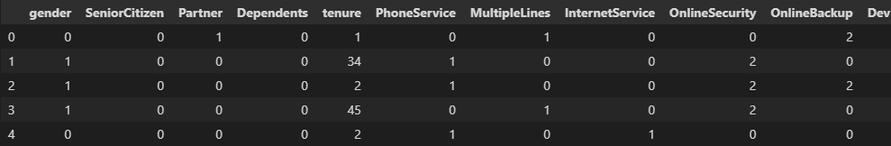 gender SeniorCitizen Partner Dependents tenure PhoneService MultipleLines InternetService OnlineSecurity OnlineBackup Dev
0 0 0 1 0 1 0 1 0 0 2
1 1 0 0 0 34 1 0 0 2 0
2 1 0 0 0 2 1 0 0 2 2
3 1 0 0 0 45 0 1 0 2 0
4 0 0 0 0 2 1 0 1 0 0